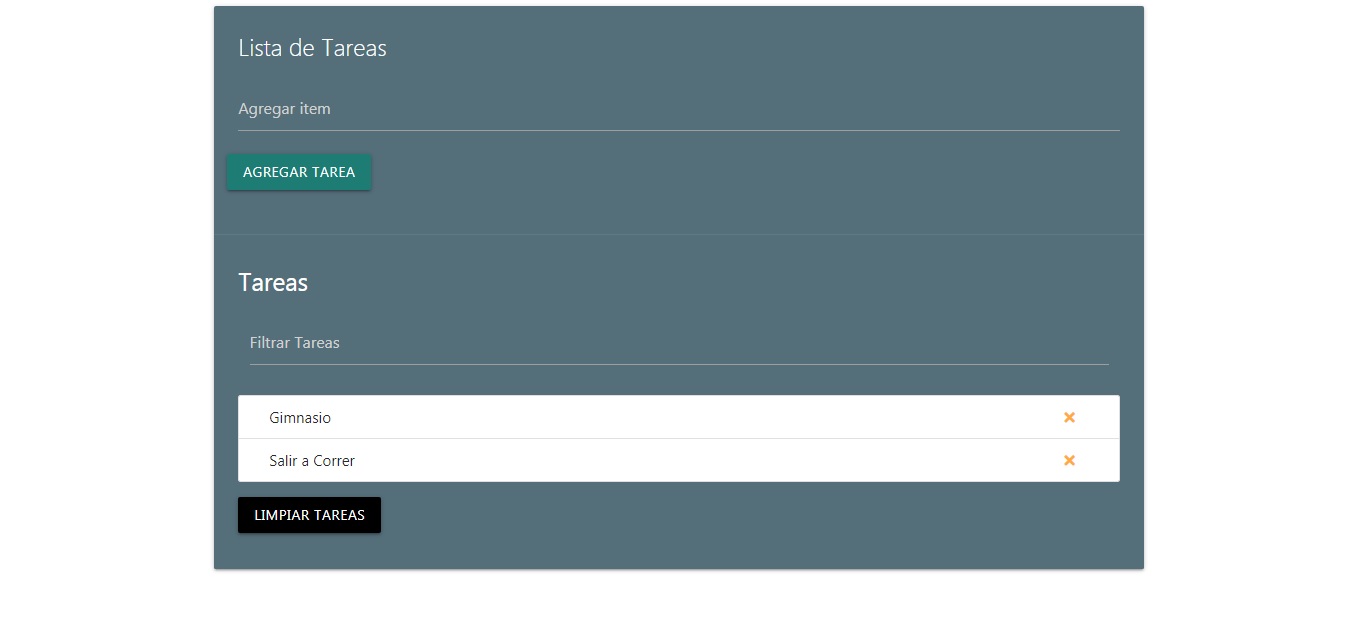 Lista de Tareas
Agregar item
AGREGAR TAREA
Tareas
Filtrar Tareas
Gimnasio
Salir a Correr
LIMPIAR TAREAS